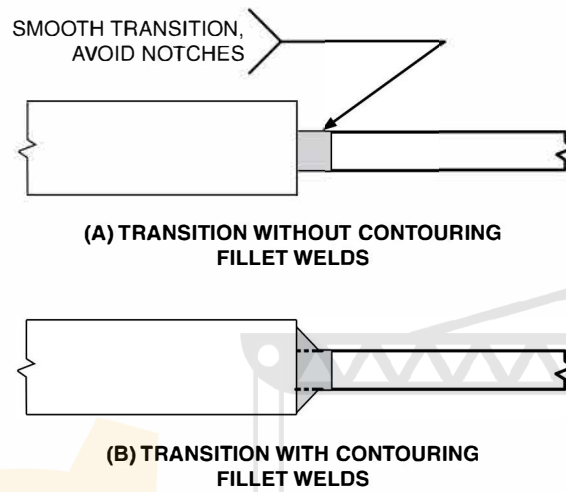 SMOOTH TRANSITION,
AVOID NOTCHES
(A) TRANSITION WITHOUT CONTOURING
FILLET WELDS
(B) TRANSITION WITH CONTOURING
FILLET WELDS